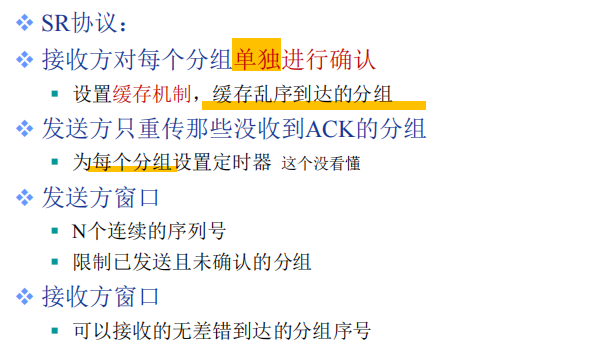 SR协议：
接收方对每个分组单独进行确认
设置缓存机制，缓存乱序到达的分组
发送方只重传那些没收到ACK的分组
为每个分组设置定时器 这个没看懂
发送方窗口
N个连续的序列号
限制已发送且未确认的分组
接收方窗口
可以接收的无差错到达的分组序号